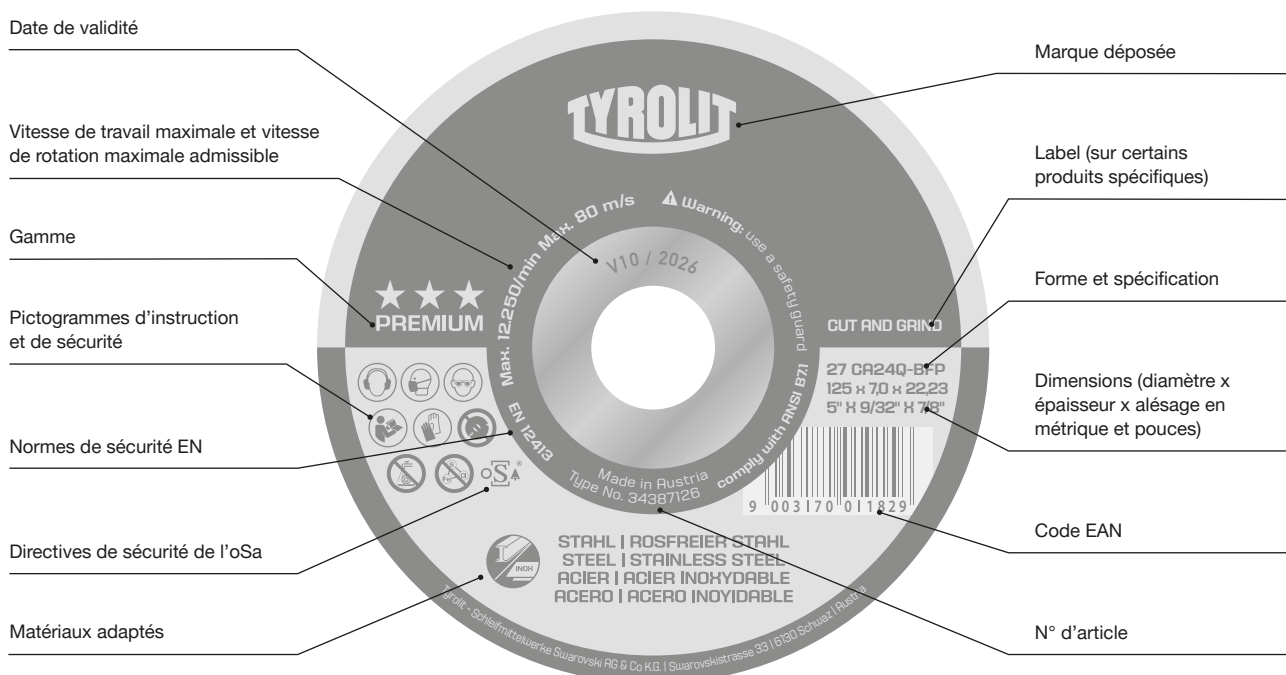 Date de validité
Vitesse de travail maximale et vitesse
de rotation maximale admissible
Gamme
Pictogrammes d'instruction
et de sécurité
Normes de sécurité EN
Directives de sécurité de l'oSa
Matériaux adaptés
TYROLIT
Max. 12.250/min Max. 80 m/s
Warning: use a safety guard
V10 / 2026
PREMIUM
CUT AND GRIND
27 CA24Q-BFP
125 x 7,0 x 22,23
5" X 9/32" X 7/8"
EN 12413
comply with ANSI B7.1
Made in Austria
Type No. 34387126
oSa®
9 003170 011829
INOX
STAHL | ROSFREIER STAHL
STEEL | STAINLESS STEEL
ACIER | ACIER INOXYDABLE
ACERO | ACERO INOYIDABLE
Tyrolit - Schleifmittelwerke Swarovski AG & Co K.G. | Swarovskistrasse 33 | 6130 Schwaz | Austria
Marque déposée
Label (sur certains
produits spécifiques)
Forme et spécification
Dimensions (diamètre x
épaisseur x alésage en
métrique et pouces)
Code EAN
N° d'article